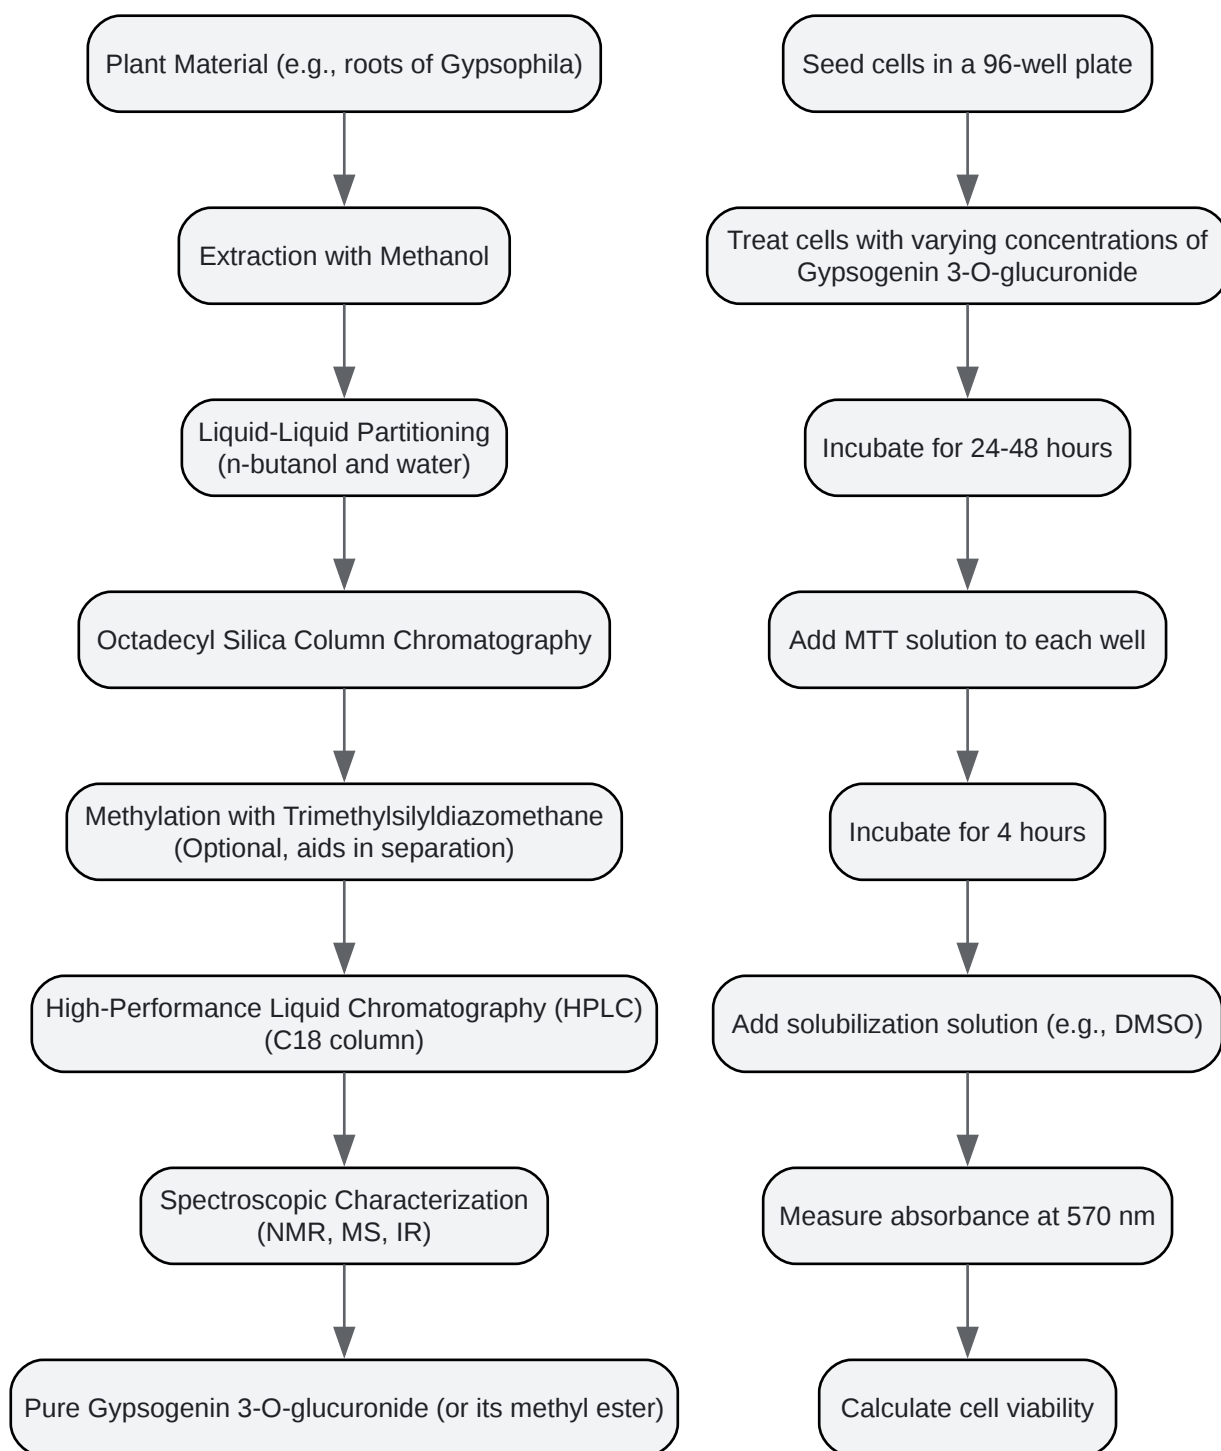 Plant Material (e.g., roots of Gypsophila)
Extraction with Methanol
Liquid-Liquid Partitioning
(n-butanol and water)
Octadecyl Silica Column Chromatography
Methylation with Trimethylsilyldiazomethane
(Optional, aids in separation)
High-Performance Liquid Chromatography (HPLC)
(C18 column)
Spectroscopic Characterization
(NMR, MS, IR)
Pure Gypsogenin 3-O-glucuronide (or its methyl ester)
Seed cells in a 96-well plate
Treat cells with varying concentrations of
Gypsogenin 3-O-glucuronide
Incubate for 24-48 hours
Add MTT solution to each well
Incubate for 4 hours
Add solubilization solution (e.g., DMSO)
Measure absorbance at 570 nm
Calculate cell viability